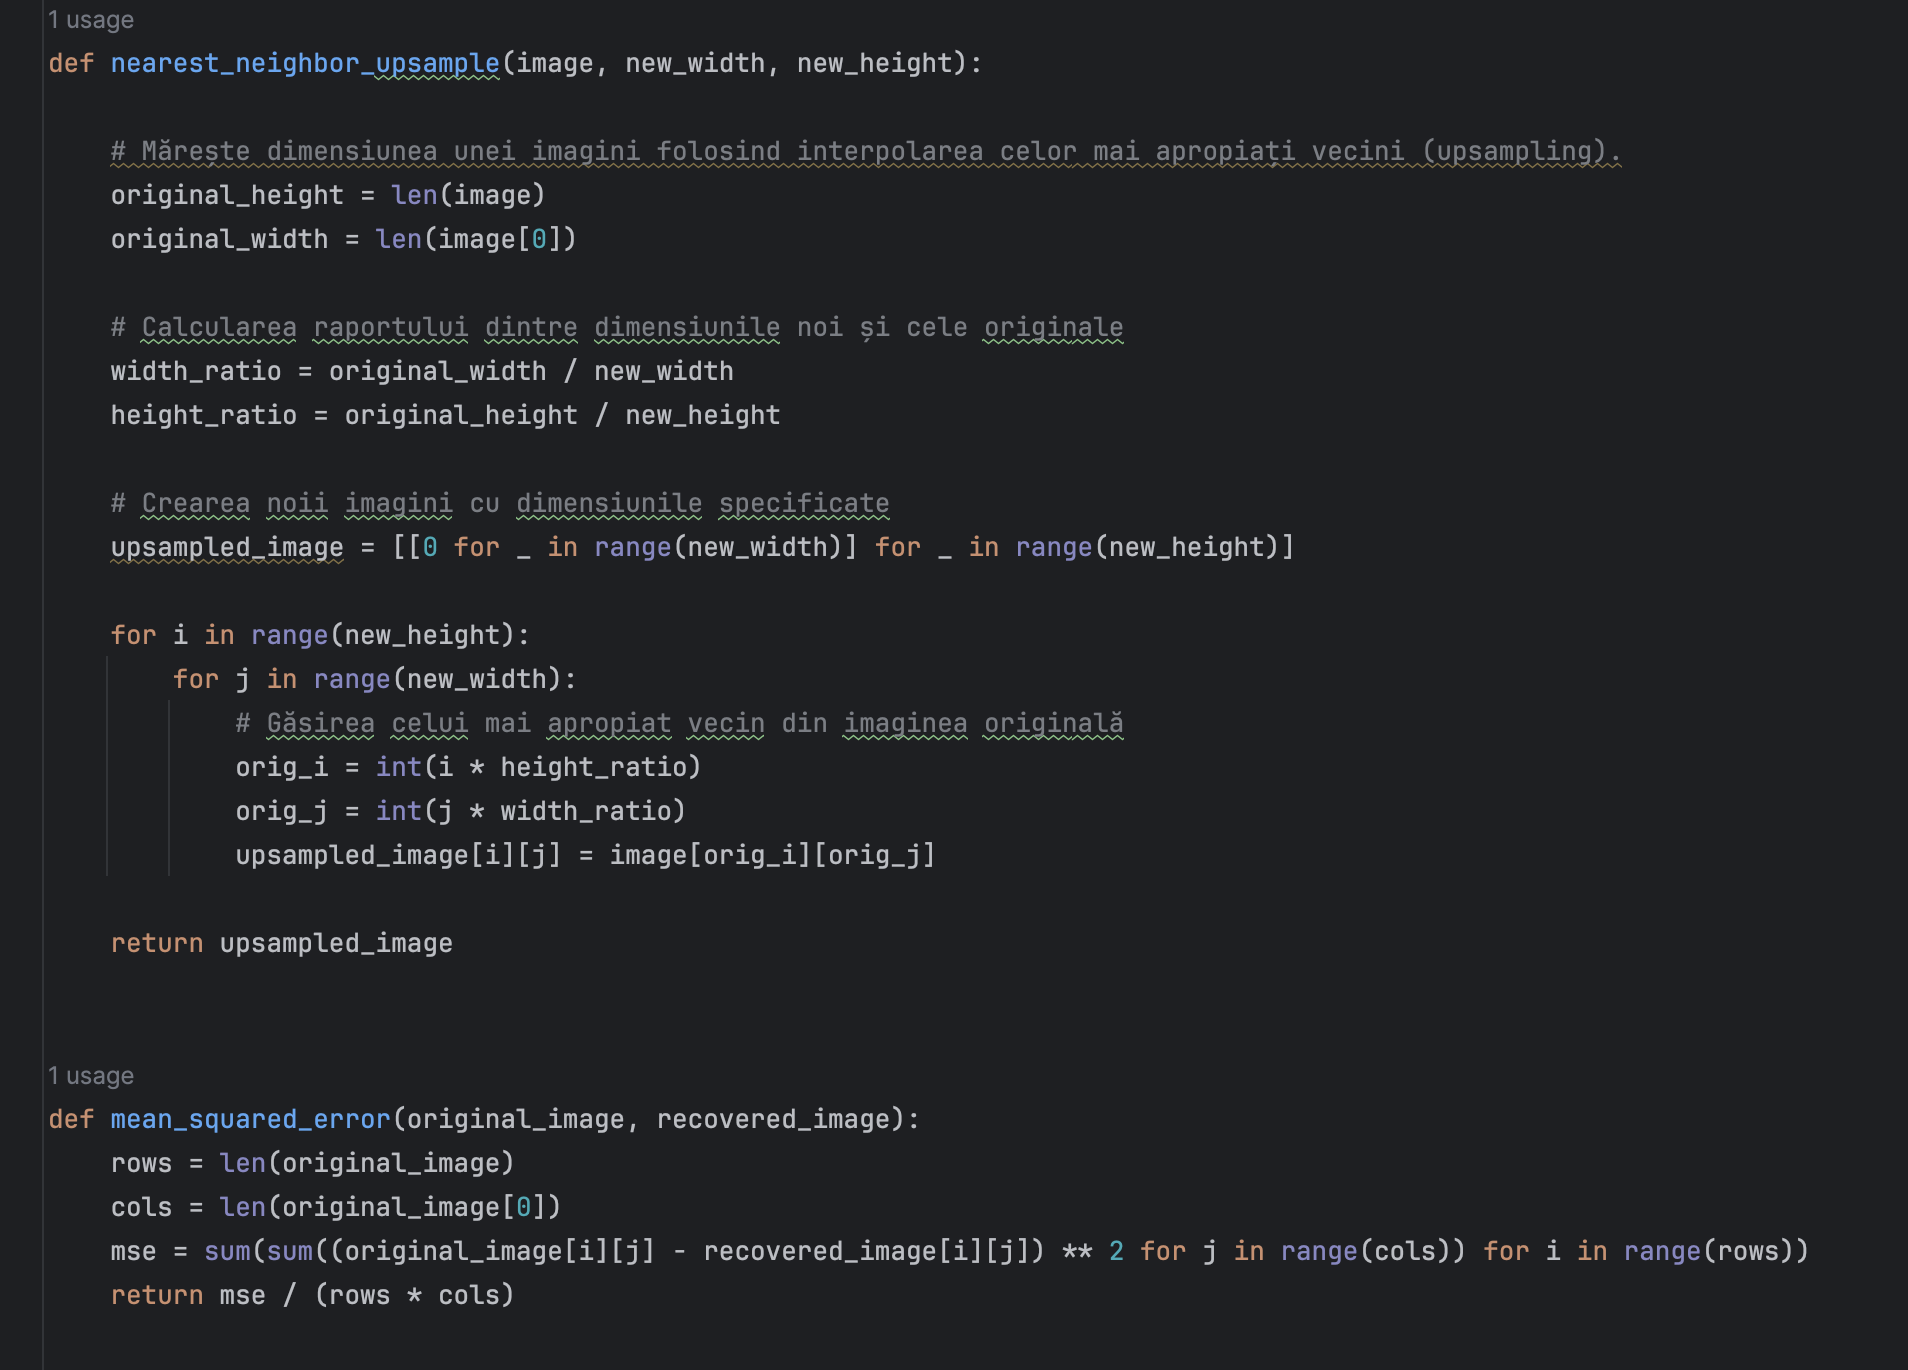 1 usage
def nearest_neighbor_upsample(image, new_width, new_height):
# Mărește dimensiunea unei imagini folosind interpolarea celor mai apropiați vecini (upsampling).
original_height = len(image)
original_width = len(image[0])
# Calcularea raportului dintre dimensiunile noi și cele originale
width_ratio = original_width / new_width
height_ratio = original_height / new_height
# Crearea noii imagini cu dimensiunile specificate
upsampled_image = [[0 for _ in range(new_width)] for _ in range(new_height)]
for i in range(new_height):
for j in range(new_width):
# Găsirea celui mai apropiat vecin din imaginea originală
orig_i = int(i * height_ratio)
orig_j = int(j * width_ratio)
upsampled_image[i][j] = image[orig_i][orig_j]
return upsampled_image
1 usage
def mean_squared_error(original_image, recovered_image):
rows = len(original_image)
cols = len(original_image[0])
mse = sum(sum((original_image[i][j] - recovered_image[i][j]) ** 2 for j in range(cols)) for i in range(rows))
return mse / (rows * cols)